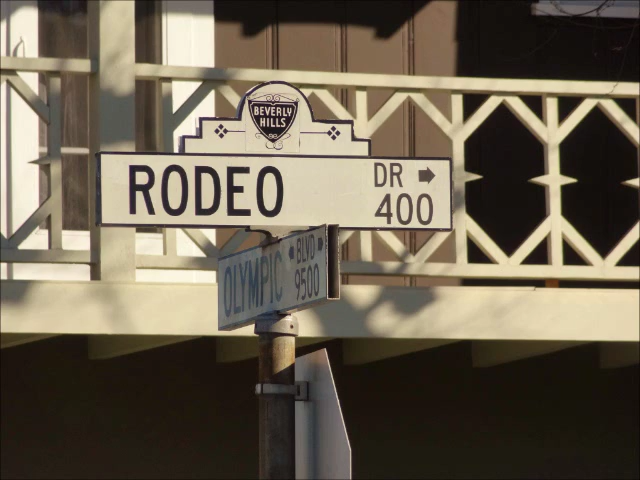 BEVERLY
HILLS
RODEO DR
400
OLYMPIC BLVD
9500